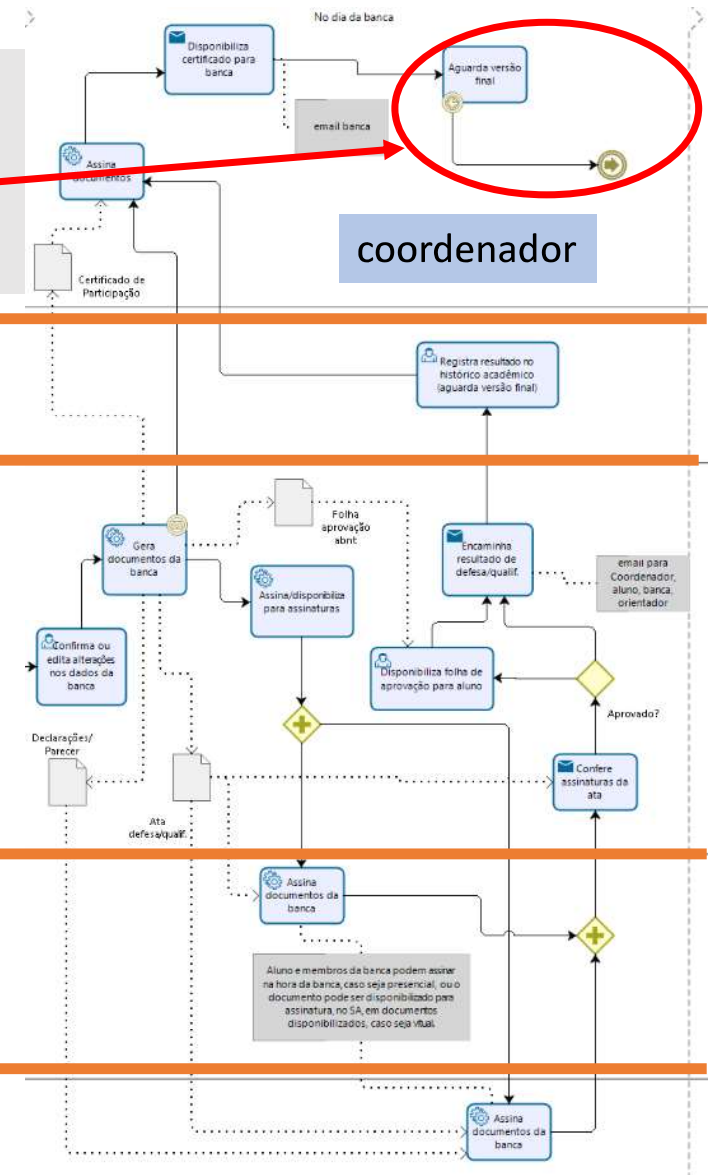 No dia da banca
Disponibiliza
certificado para
banca
Aguarda versão
final
email banca
Assina
documentos
coordenador
Certificado de
Participação
Registra resultado no
histórico acadêmico
(aguarda versão final)
Folha
aprovação
abnt
Gera
documentos da
banca
Encaminha
resultado de
defesa/qualif.
email para
Coordenador,
aluno, banca,
orientador
Assina/disponibiliza
para assinaturas
Confirma ou
edita alterações
nos dados da
banca
Disponibiliza folha de
aprovação para aluno
Aprovado?
Declarações/
Parecer
Confere
assinaturas da
ata
Ata
defesa/qualif.
Assina
documentos da
banca
Aluno e membros da banca podem assinar
na hora da banca, caso seja presencial, ou o
documento pode ser disponibilizado para
assinatura, no SA, em documentos
disponibilizados, caso seja vitual.
Assina
documentos da
banca